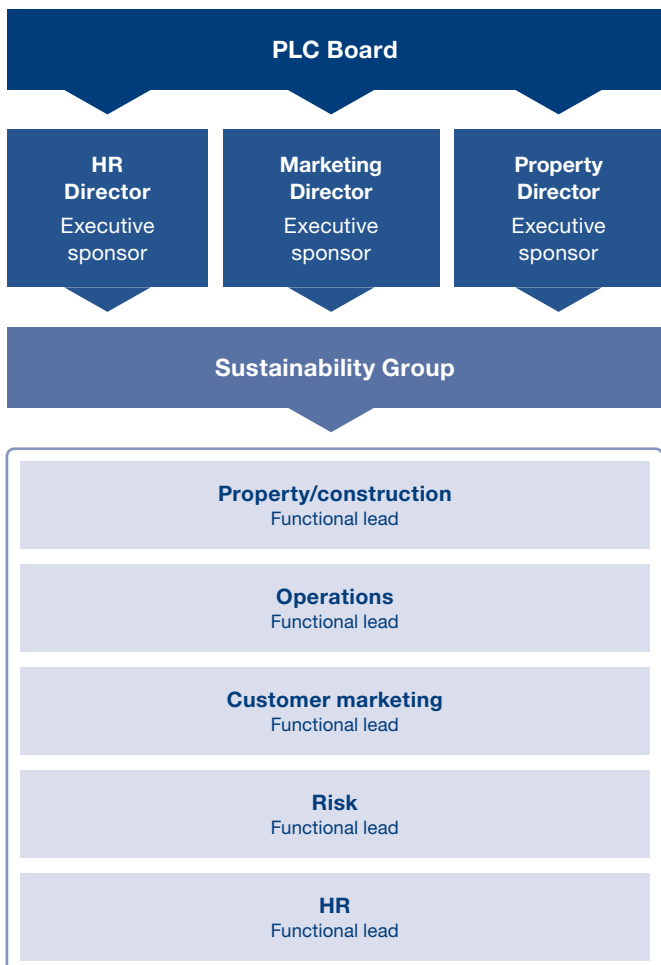 PLC Board
HR
Director
Executive
sponsor
Marketing
Director
Executive
sponsor
Property
Director
Executive
sponsor
Sustainability Group
Property/construction
Functional lead
Operations
Functional lead
Customer marketing
Functional lead
Risk
Functional lead
HR
Functional lead